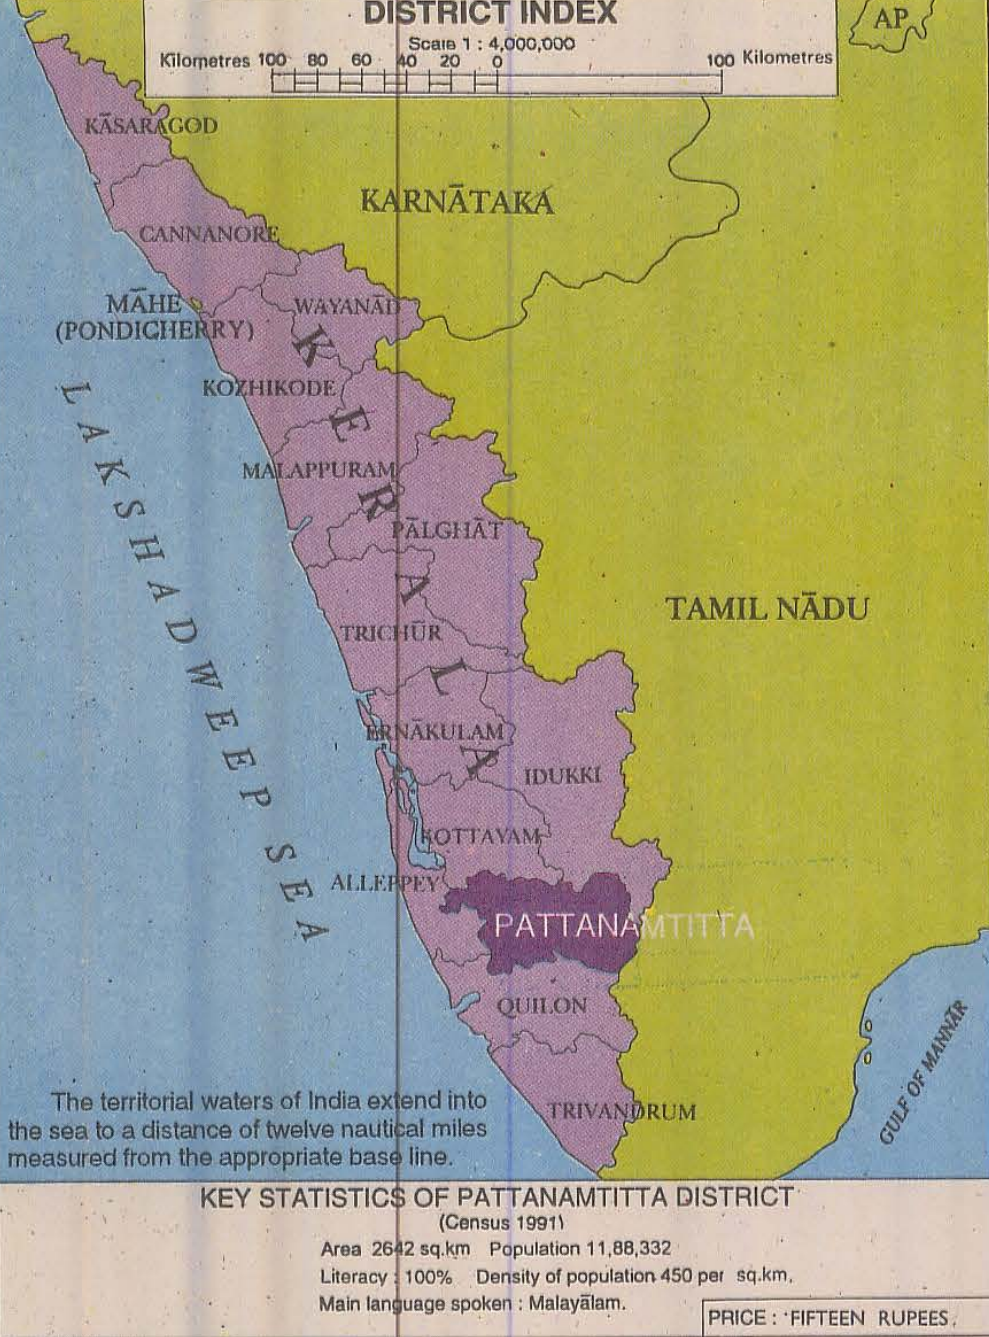 DISTRICT INDEX
Scale 1 : 4,000,000
Kilometres 100 80 60 40 20 0 100 Kilometres
AP
KĀSARAGOD
KARNĀTAKA
CANNANORE
MĀHE
(PONDICHERRY)
WAYANĀD
KOZHIKODE
MALAPPURAM
PĀLGHĀT
KERALA
LAKSHADWEEP SEA
TAMIL NĀDU
TRICHŪR
ERNĀKULAM
IDUKKI
KOTTAYAM
ALLEPPEY
PATTANAMTITTA
QUILON
GULF OF MANNĀR
TRIVANDRUM
The territorial waters of India extend into
the sea to a distance of twelve nautical miles
measured from the appropriate base line.
KEY STATISTICS OF PATTANAMTITTA DISTRICT
(Census 1991)
Area 2642 sq.km Population 11,88,332
Literacy : 100% Density of population 450 per sq.km.
Main language spoken : Malayālam.
PRICE : FIFTEEN RUPEES.